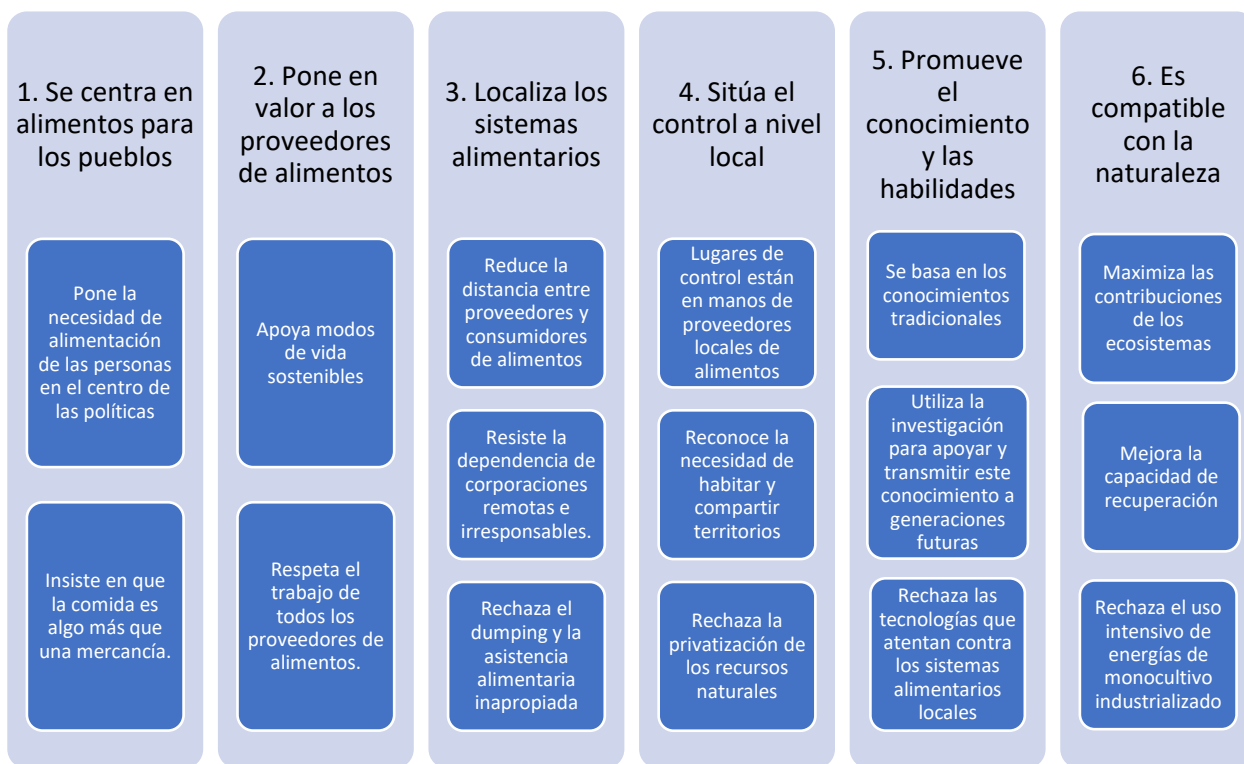 1. Se centra en
alimentos para
los pueblos
Pone la
necesidad de
alimentación
de las personas
en el centro de
las políticas
Insiste en que
la comida es
algo más que
una mercancía.
2. Pone en
valor a los
proveedores
de alimentos
Apoya modos
de vida
sostenibles
Respeta el
trabajo de
todos los
proveedores de
alimentos.
3. Localiza los
sistemas
alimentarios
Reduce la
distancia entre
proveedores y
consumidores
de alimentos
Resiste la
dependencia de
corporaciones
remotas e
irresponsables.
Rechaza el
dumping y la
asistencia
alimentaria
inapropiada
4. Sitúa el
control a nivel
local
Lugares de
control están
en manos de
proveedores
locales de
alimentos
Reconoce la
necesidad de
habitar y
compartir
territorios
Rechaza la
privatización de
los recursos
naturales
5. Promueve
el
conocimiento
y las
habilidades
Se basa en los
conocimientos
tradicionales
Utiliza la
investigación
para apoyar y
transmitir este
conocimiento a
generaciones
futuras
Rechaza las
tecnologías que
atentan contra
los sistemas
alimentarios
locales
6. Es
compatible
con la
naturaleza
Maximiza las
contribuciones
de los
ecosistemas
Mejora la
capacidad de
recuperación
Rechaza el uso
intensivo de
energías de
monocultivo
industrializado